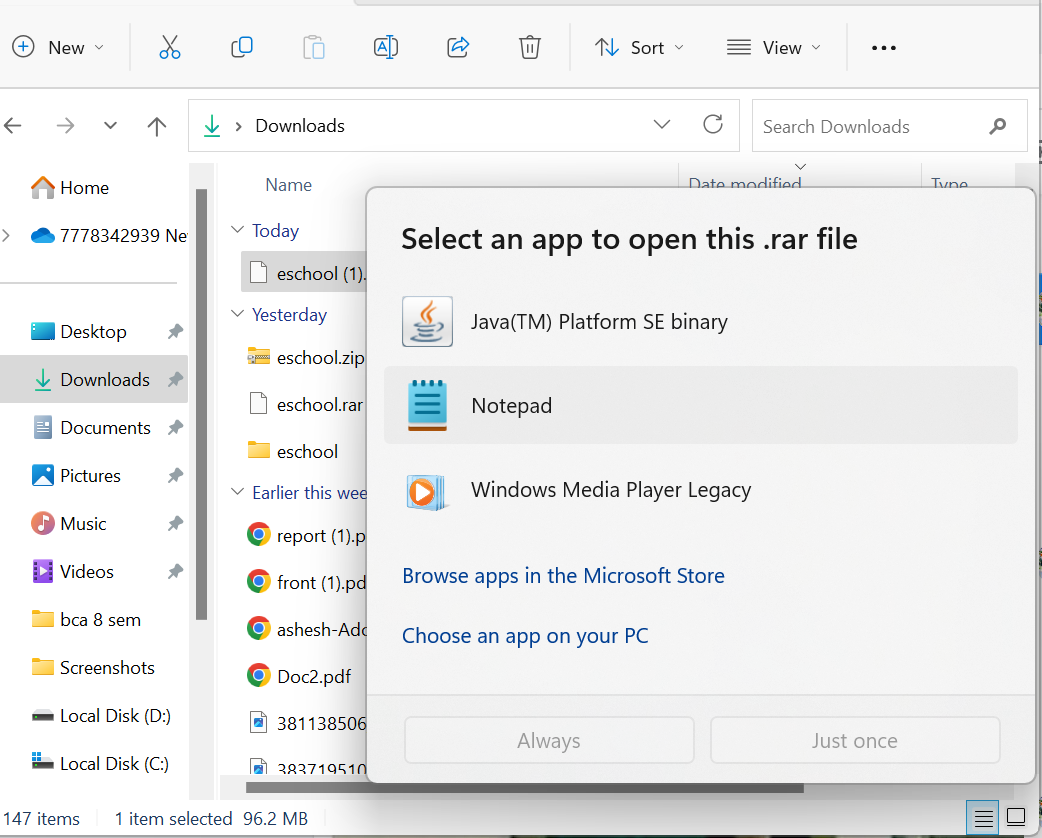 New
Sort
View
Downloads
Search Downloads
Home
7778342939 Ne
Desktop
Downloads
Documents
Pictures
Music
Videos
bca 8 sem
Screenshots
Local Disk (D:)
Local Disk (C:)
Name
Date modified
Type
Today
eschool (1).
Yesterday
eschool.zip
eschool.rar
eschool
Earlier this wee
report (1).p
front (1).pd
ashesh-Ado
Doc2.pdf
381138506
383719510
Select an app to open this .rar file
Java(TM) Platform SE binary
Notepad
Windows Media Player Legacy
Browse apps in the Microsoft Store
Choose an app on your PC
Always
Just once
147 items
1 item selected 96.2 MB